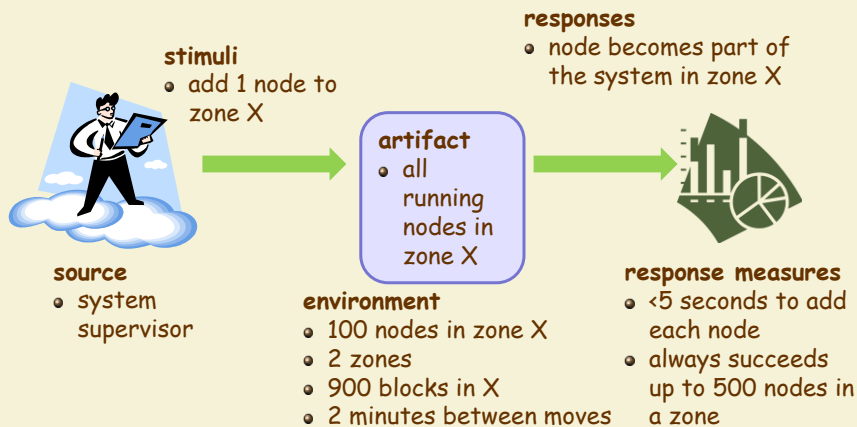 stimuli
add 1 node to
zone X
responses
node becomes part of
the system in zone X
artifact
all
running
nodes in
zone X
source
system
supervisor
environment
100 nodes in zone X
2 zones
900 blocks in X
2 minutes between moves
response measures
<5 seconds to add
each node
always succeeds
up to 500 nodes in
a zone